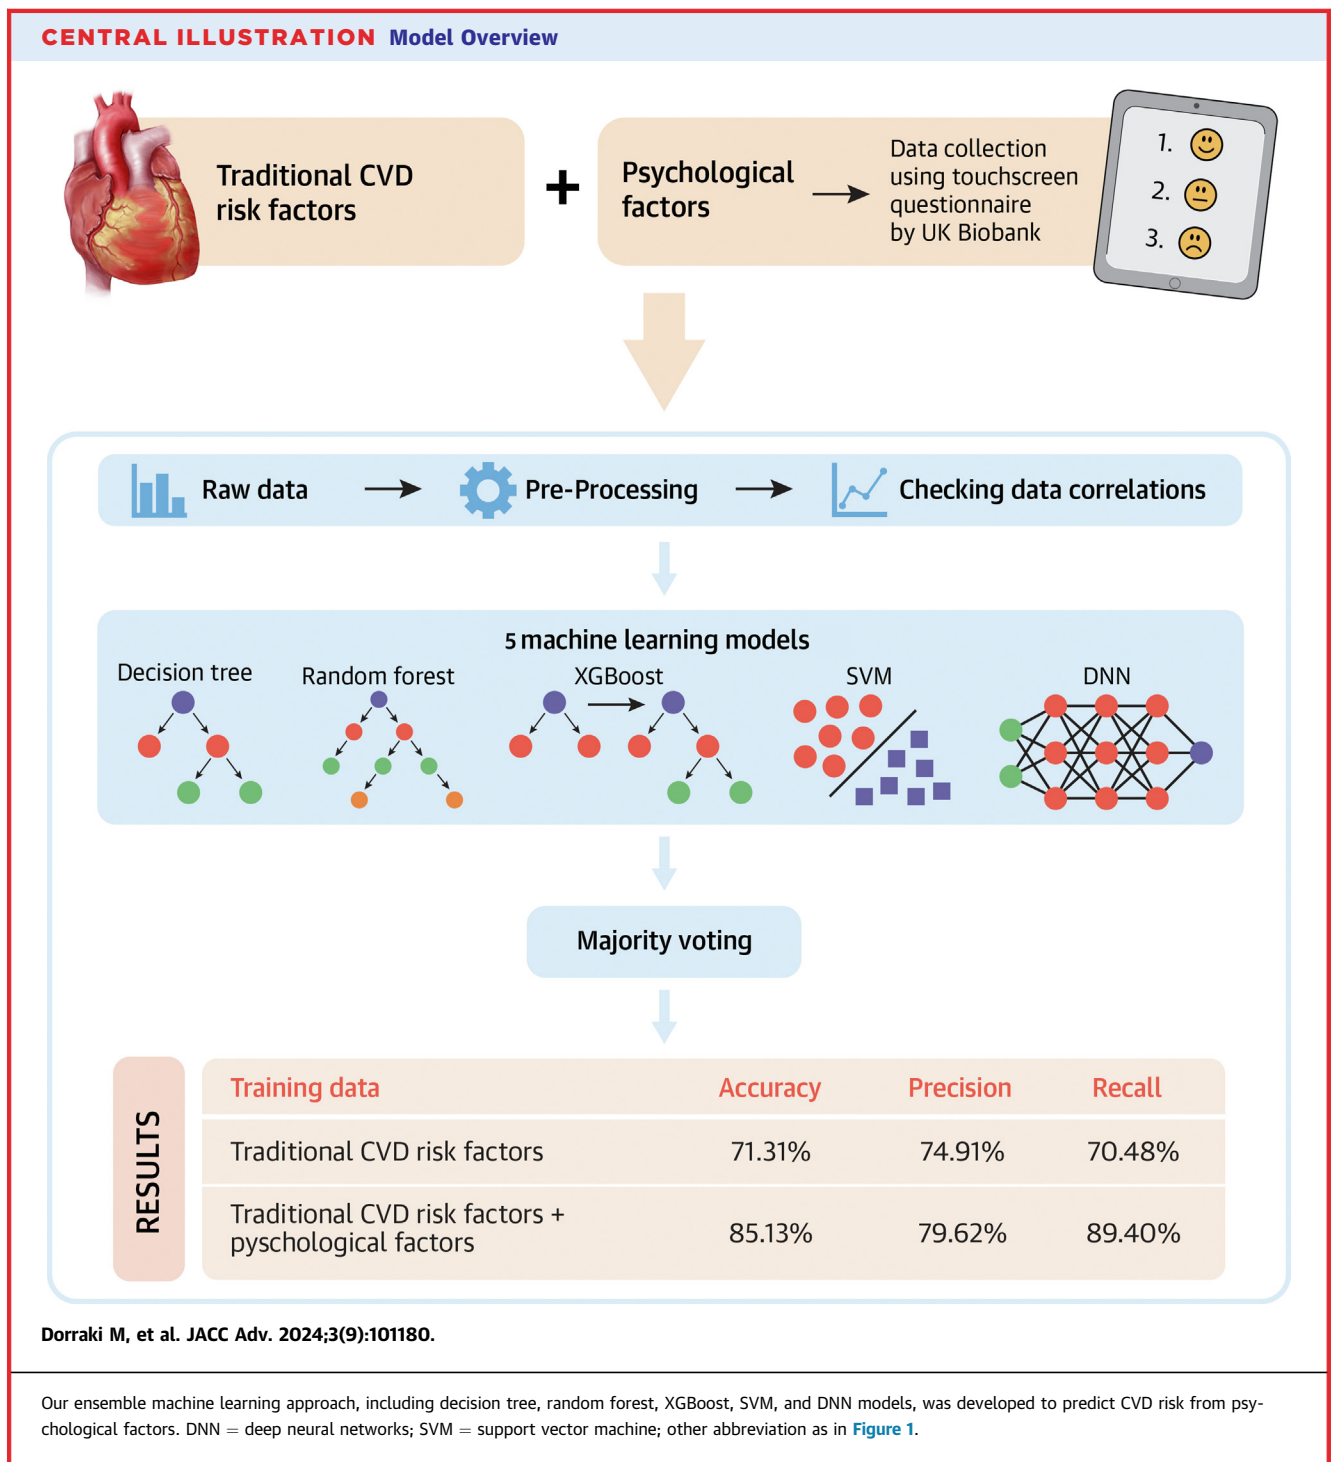 CENTRAL ILLUSTRATION Model Overview
Traditional CVD
risk factors
+
Psychological
factors
Data collection
using touchscreen
questionnaire
by UK Biobank
1.
2.
3.
Raw data
Pre-Processing
Checking data correlations
5 machine learning models
Decision tree
Random forest
XGBoost
SVM
DNN
Majority voting
RESULTS
Training data Accuracy Precision Recall
Traditional CVD risk factors 71.31% 74.91% 70.48%
Traditional CVD risk factors +
pyschological factors 85.13% 79.62% 89.40%
Dorraki M, et al. JACC Adv. 2024;3(9):101180.
Our ensemble machine learning approach, including decision tree, random forest, XGBoost, SVM, and DNN models, was developed to predict CVD risk from psy-
chological factors. DNN = deep neural networks; SVM = support vector machine; other abbreviation as in Figure 1.